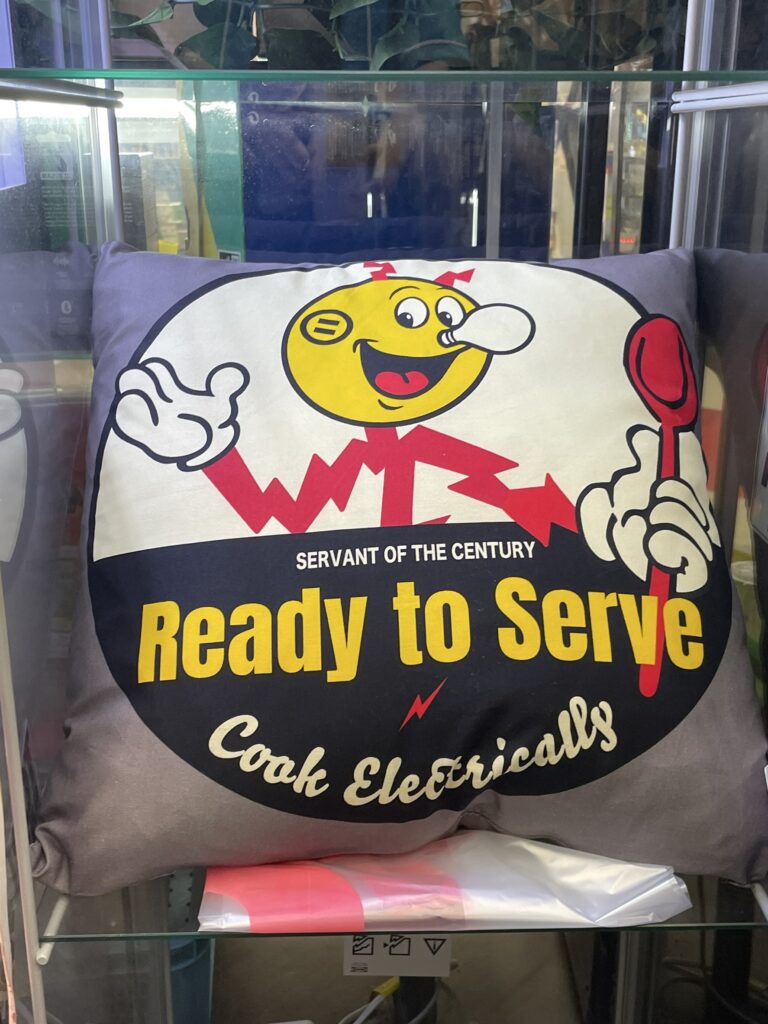 SERVANT OF THE CENTURY
Ready to Serve
Cook Electrically